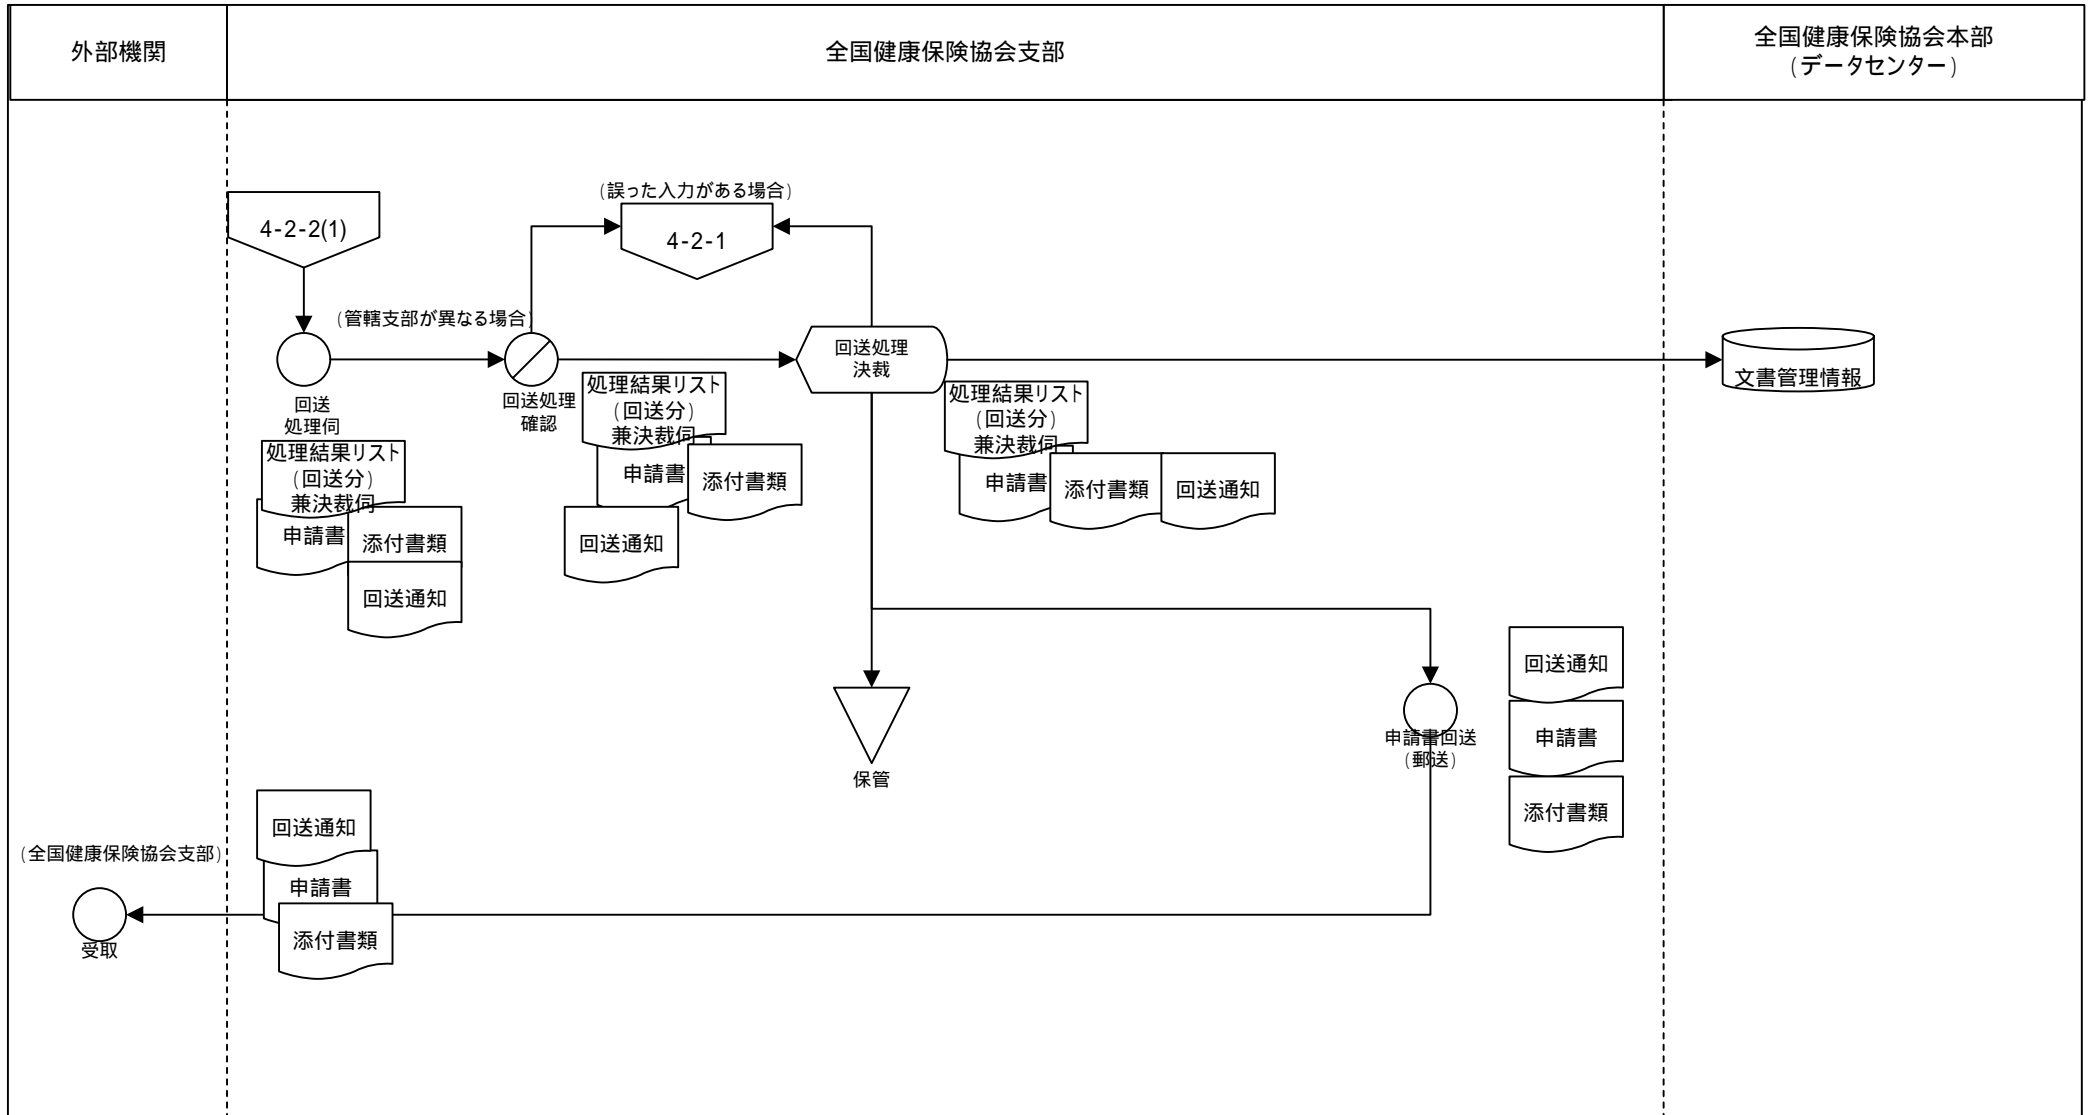 外部機関
全国健康保険協会支部
全国健康保険協会本部
(データセンター)
4-2-2(1)
(誤った入力がある場合)
4-2-1
(管轄支部が異なる場合)
回送
処理伺
回送処理
確認
回送処理
決裁
文書管理情報
処理結果リスト
(回送分)
兼決裁伺
申請書
添付書類
回送通知
処理結果リスト
(回送分)
兼決裁伺
申請書
添付書類
回送通知
処理結果リスト
(回送分)
兼決裁伺
申請書
添付書類
回送通知
保管
申請書回送
(郵送)
回送通知
申請書
添付書類
(全国健康保険協会支部)
受取
回送通知
申請書
添付書類